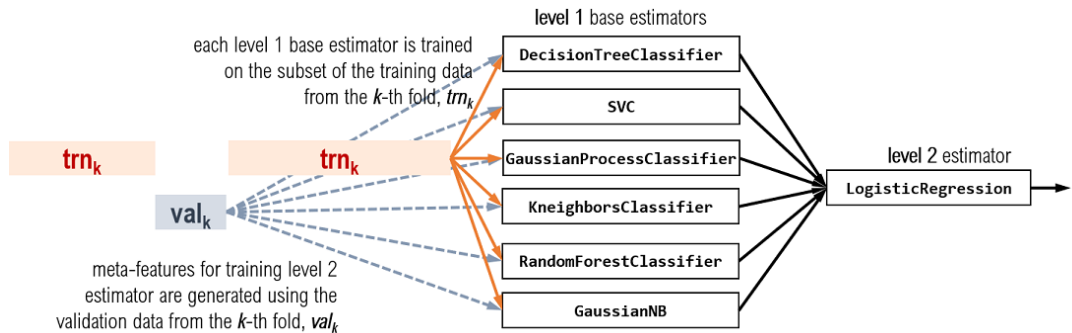 level 1 base estimators
each level 1 base estimator is trained
on the subset of the training data
from the k-th fold, trnk
DecisionTreeClassifier
SVC
trnk
trnk
GaussianProcessClassifier
level 2 estimator
LogisticRegression
valk
KneighborsClassifier
meta-features for training level 2
estimator are generated using the
validation data from the k-th fold, valk
RandomForestClassifier
GaussianNB